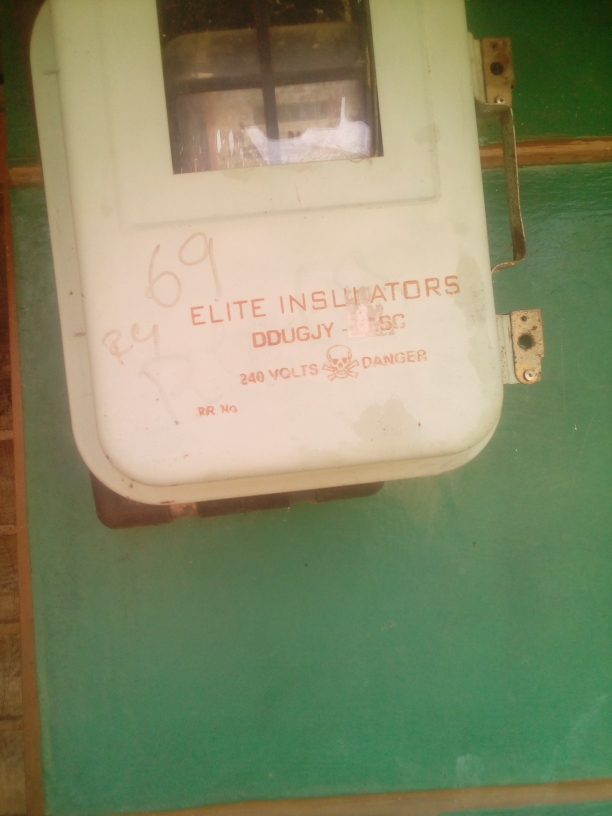 69
ELITE INSULATORS
DDUGJY -
240 VOLTS DANGER
RR. No